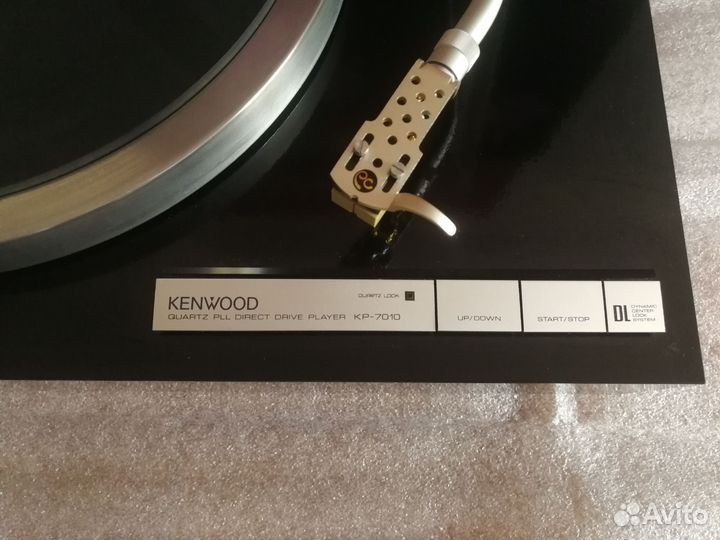 KENWOOD
QUARTZ PLL DIRECT DRIVE PLAYER KP-7010
QUARTZ LOCK
UP/DOWN
START/STOP
DL
DYNAMIC
CENTER
LOCK
SYSTEM
Avito